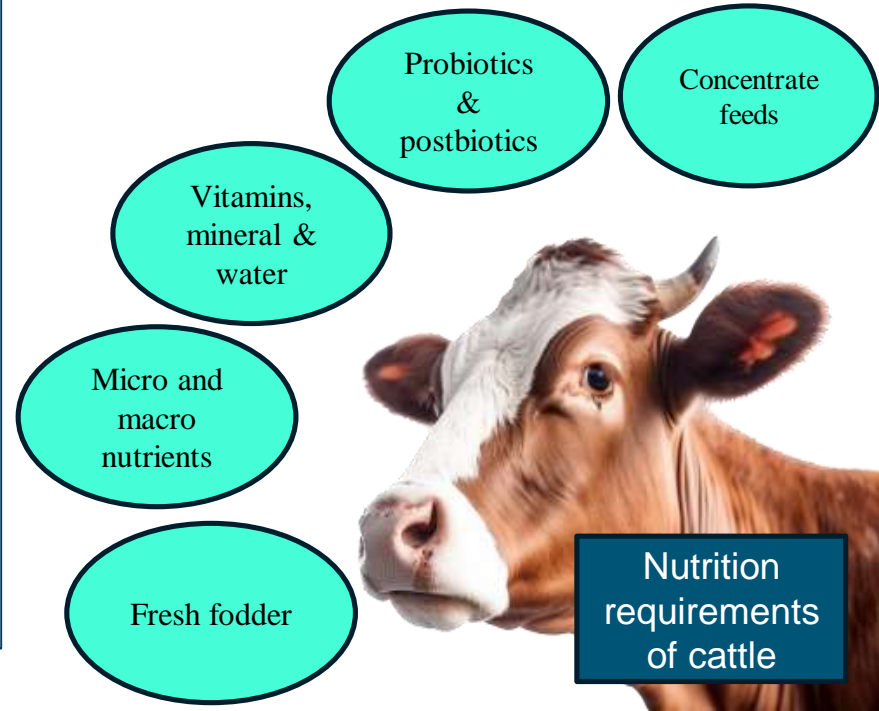 Probiotics
&
postbiotics
Concentrate
feeds
Vitamins,
mineral &
water
Micro and
macro
nutrients
Fresh fodder
Nutrition
requirements
of cattle